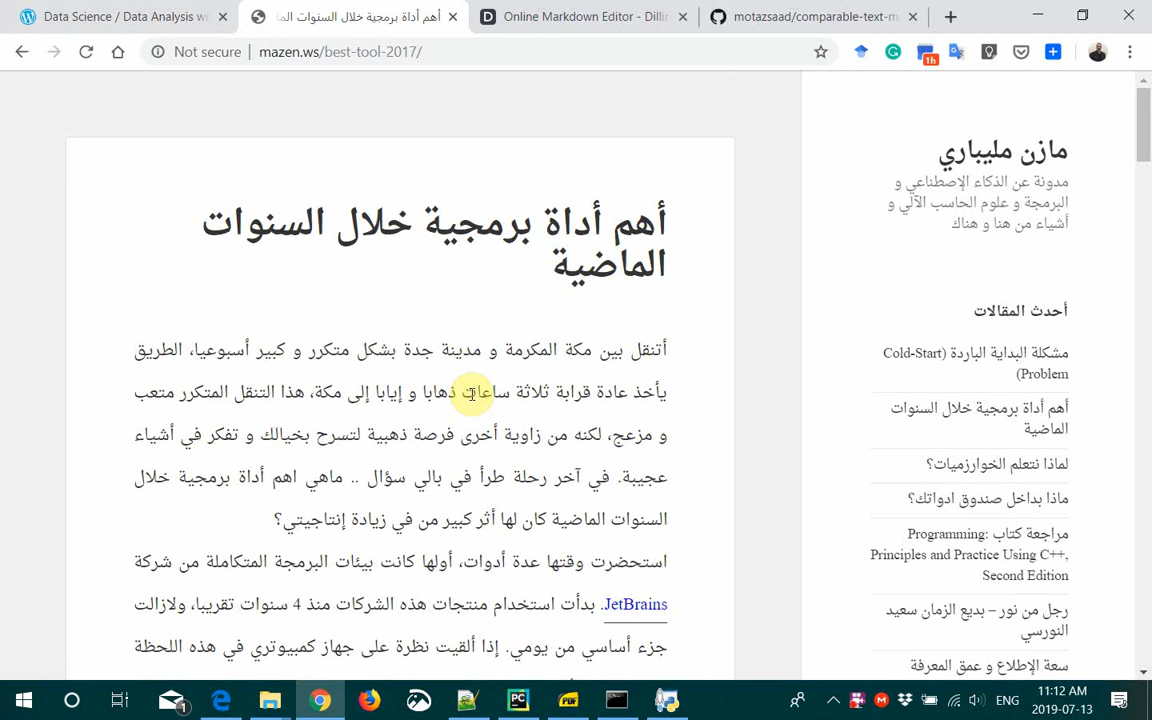 Data Science / Data Analysis wi
أهم أداة برمجية خلال السنوات الما
Online Markdown Editor - Dillin
motazsaad/comparable-text-m
Not secure
mazen.ws/best-tool-2017/
1h
أهم أداة برمجية خلال السنوات
الماضية
أتنقل بين مكة المكرمة و مدينة جدة بشكل متكرر و كبير أسبوعيا، الطريق
يأخذ عادة قرابة ثلاثة ساعات ذهابا و إيابا إلى مكة، هذا التنقل المتكرر متعب
و مزعج، لكنه من زاوية أخرى فرصة ذهبية لتسرح بخيالك و تفكر في أشياء
عجيبة. في آخر رحلة طرأ في بالي سؤال .. ماهي اهم أداة برمجية خلال
السنوات الماضية كان لها أثر كبير من في زيادة إنتاجيتي؟
استحضرت وقتها عدة أدوات، أولها كانت بيئات البرمجة المتكاملة من شركة
JetBrains. بدأت استخدام منتجات هذه الشركات منذ 4 سنوات تقريبا، ولازالت
جزء أساسي من يومي. إذا ألقيت نظرة على جهاز كمبيوتري في هذه اللحظة
مازن مليباري
مدونة عن الذكاء الإصطناعي و
البرمجة و علوم الحاسب الآلي و
أشياء من هنا و هناك
أحدث المقالات
مشكلة البداية الباردة (Cold-Start
Problem)
أهم أداة برمجية خلال السنوات
الماضية
لماذا نتعلم الخوارزميات؟
ماذا بداخل صندوق ادواتك؟
مراجعة كتاب Programming:
Principles and Practice Using C++,
Second Edition
رجل من نور – بديع الزمان سعيد
النورسي
سعة الإطلاع و عمق المعرفة
1
PC
PDF
ENG
11:12 AM
2019-07-13